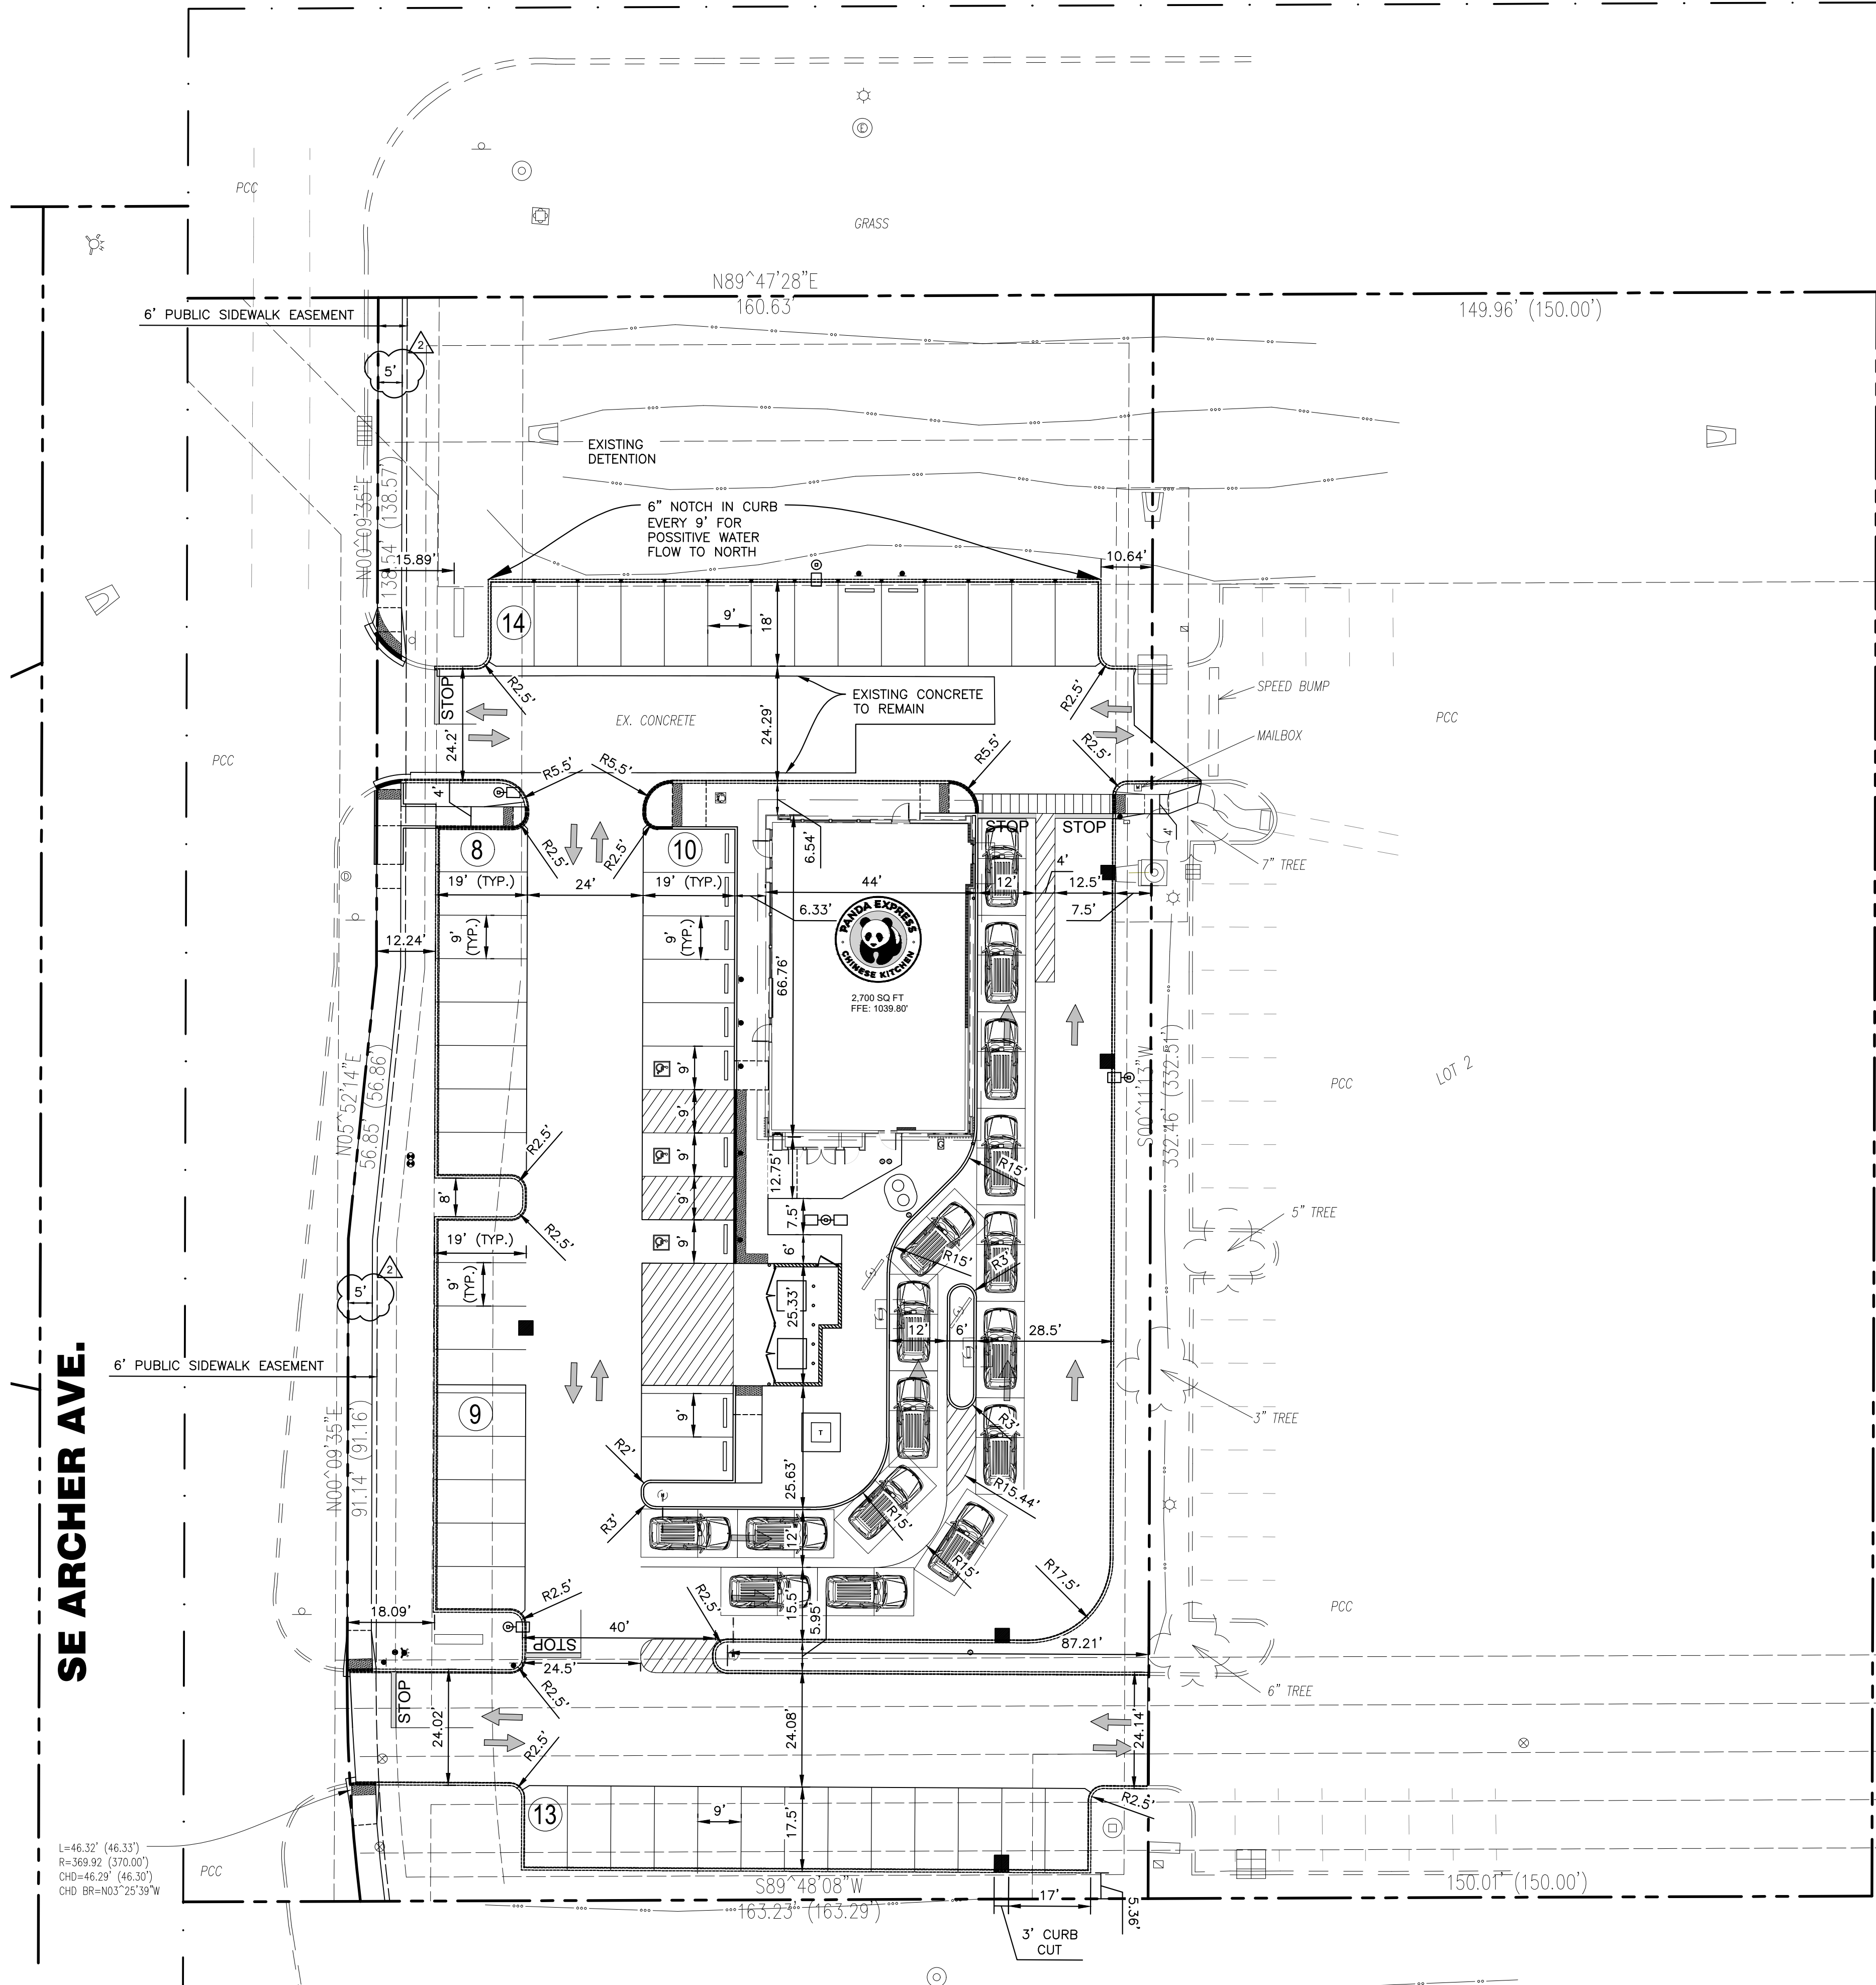 PCC
GRASS
N89^47'28"E
160.63'
149.96' (150.00')
6' PUBLIC SIDEWALK EASEMENT
2
5'
EXISTING
DETENTION
N00^09'35"E
138.54' (138.57')
6" NOTCH IN CURB
EVERY 9' FOR
POSSITIVE WATER
FLOW TO NORTH
15.89'
10.64'
14
9'
18'
R2.5'
R2.5'
STOP
EXISTING CONCRETE
TO REMAIN
EX. CONCRETE
SPEED BUMP
PCC
PCC
24.2'
24.29'
MAILBOX
R2.5'
R5.5'
R5.5'
R5.5'
4'
STOP
STOP
4'
8
R2.5'
R2.5'
10
6.54'
7" TREE
4'
19' (TYP.)
24'
19' (TYP.)
44'
12'
12.5'
6.33'
7.5'
PANDA EXPRESS
CHINESE KITCHEN
12.24'
9'
(TYP.)
9'
(TYP.)
66.76'
2,700 SQ FT
FFE: 1039.80'
N05^52'14"E
56.85' (56.86')
S00^11'13"W
332.46' (332.51')
LOT 2
PCC
9'
9'
9'
9'
9'
R2.5'
G
12.75'
R15'
8'
7.5'
5" TREE
R2.5'
19' (TYP.)
6'
R15'
R3'
2
5'
9'
(TYP.)
25.33'
12'
6'
28.5'
6' PUBLIC SIDEWALK EASEMENT
SE ARCHER AVE.
N00^09'35"E
91.14' (91.16')
9
9'
T
R3'
3" TREE
R2'
25.63'
R15.44'
R3'
R15'
12'
R15'
R17.5'
15.5'
R2.5'
R2.5'
18.09'
STOP
40'
5.95'
87.21'
PCC
24.5'
6" TREE
STOP
R2.5'
24.02'
24.08'
24.14'
R2.5'
13
9'
17.5'
R2.5'
L=46.32' (46.33')
R=369.92 (370.00')
CHD=46.29' (46.30')
CHD BR=N03^25'39"W
PCC
S89^48'08"W
163.23' (163.29')
150.01' (150.00')
17'
5.36'
3' CURB
CUT